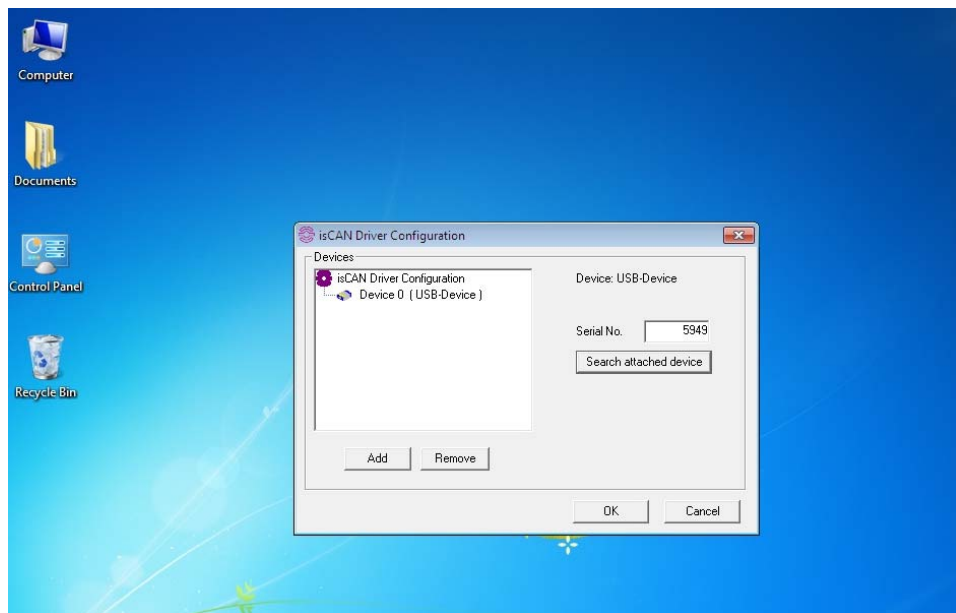 Computer
Documents
Control Panel
Recycle Bin
isCAN Driver Configuration
Devices
isCAN Driver Configuration
Device 0 ( USB-Device )
Device: USB-Device
Serial No. 5949
Search attached device
Add Remove
OK Cancel